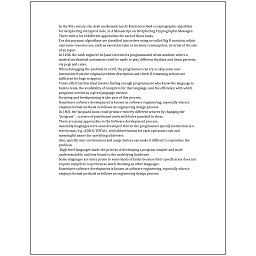 In the 9th century, the Arab mathematician Al-Kindi described a cryptographic algorithm
for deciphering encrypted code, in A Manuscript on Deciphering Cryptographic Messages.
There exist a lot of different approaches for each of those tasks.
For this purpose, algorithms are classified into orders using so-called Big O notation, which
expresses resource use, such as execution time or memory consumption, in terms of the size
of an input.
In 1206, the Arab engineer Al-Jazari invented a programmable drum machine where a
musical mechanical automaton could be made to play different rhythms and drum patterns,
via pegs and cams.
When debugging the problem in a GUI, the programmer can try to skip some user
interaction from the original problem description and check if remaining actions are
sufficient for bugs to appear.
Trade-offs from this ideal involve finding enough programmers who know the language to
build a team, the availability of compilers for that language, and the efficiency with which
programs written in a given language execute.
Scripting and breakpointing is also part of this process.
Sometimes software development is known as software engineering, especially when it
employs formal methods or follows an engineering design process.
In 1801, the Jacquard loom could produce entirely different weaves by changing the
"program" – a series of pasteboard cards with holes punched in them.
There are many approaches to the Software development process.
Assembly languages were soon developed that let the programmer specify instruction in a
text format (e.g., ADD X, TOTAL), with abbreviations for each operation code and
meaningful names for specifying addresses.
Also, specific user environment and usage history can make it difficult to reproduce the
problem.
High-level languages made the process of developing a program simpler and more
understandable, and less bound to the underlying hardware.
Some languages are more prone to some kinds of faults because their specification does not
require compilers to perform as much checking as other languages.
Sometimes software development is known as software engineering, especially when it
employs formal methods or follows an engineering design process.